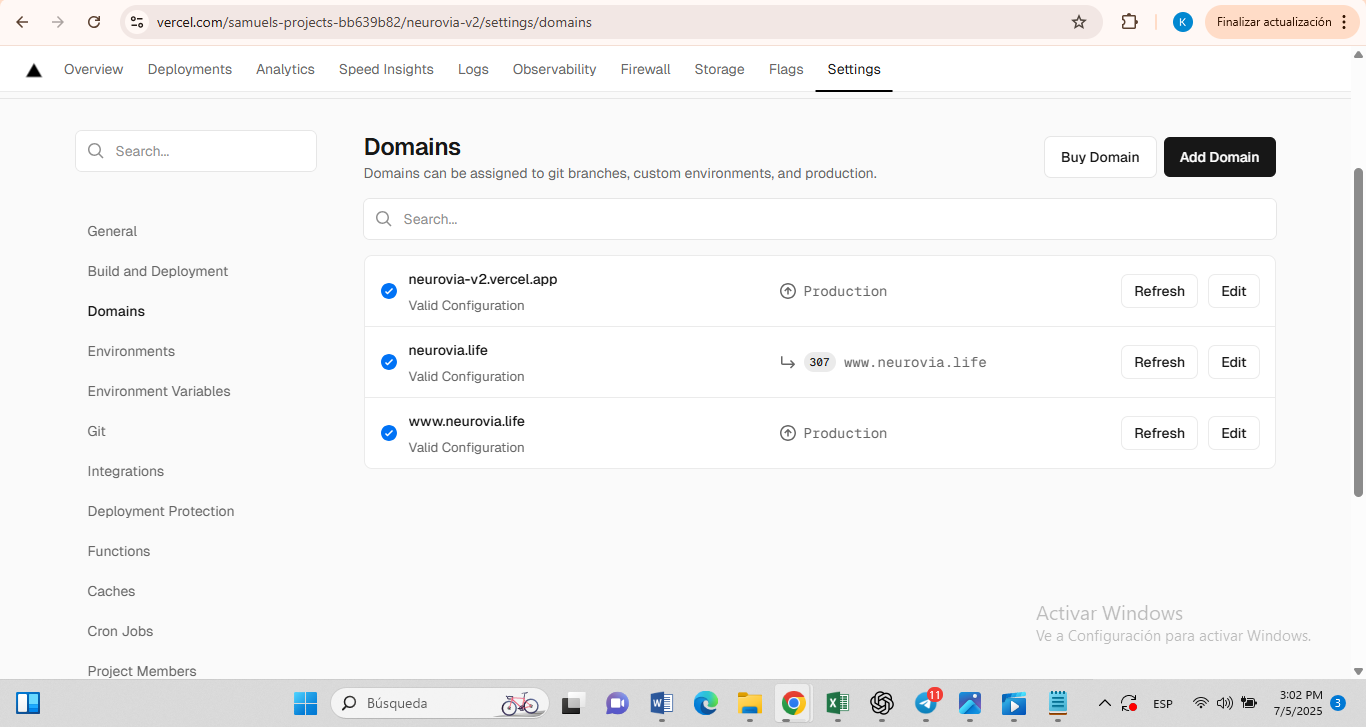 vercel.com/samuels-projects-bb639b82/neurovia-v2/settings/domains
K
Finalizar actualización
Overview Deployments Analytics Speed Insights Logs Observability Firewall Storage Flags Settings
Search...
Domains
Domains can be assigned to git branches, custom environments, and production.
Buy Domain
Add Domain
Search...
General
Build and Deployment
Domains
Environments
Environment Variables
Git
Integrations
Deployment Protection
Functions
Caches
Cron Jobs
Project Members
neurovia-v2.vercel.app
Valid Configuration
Production
Refresh
Edit
neurovia.life
Valid Configuration
307 www.neurovia.life
Refresh
Edit
www.neurovia.life
Valid Configuration
Production
Refresh
Edit
Activar Windows
Ve a Configuración para activar Windows.
Búsqueda
11
ESP
3:02 PM
7/5/2025
3